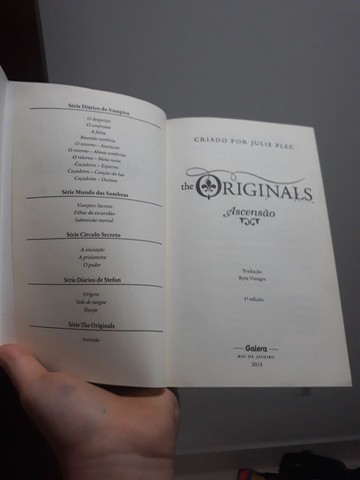 Série Diários do Vampiro
O despertar
O confronto
A fúria
Reunião sombria
O retorno – Anoitecer
O retorno – Almas sombrias
O retorno – Meia-noite
Caçadores – Espectro
Caçadores – Canção da lua
Caçadores – Destino
Série Mundo das Sombras
Vampiro Secreto
Filhas da escuridão
Submissão mortal
Série Círculo Secreto
A iniciação
A prisioneira
O poder
Série Diários de Stefan
Origens
Sede de sangue
Desejo
Série The Originals
Ascensão
CRIADO POR JULIE PLEC
the ORIGINALS
Ascensão
Tradução
Ryta Vinagre
1ª edição
Galera
RIO DE JANEIRO
2015